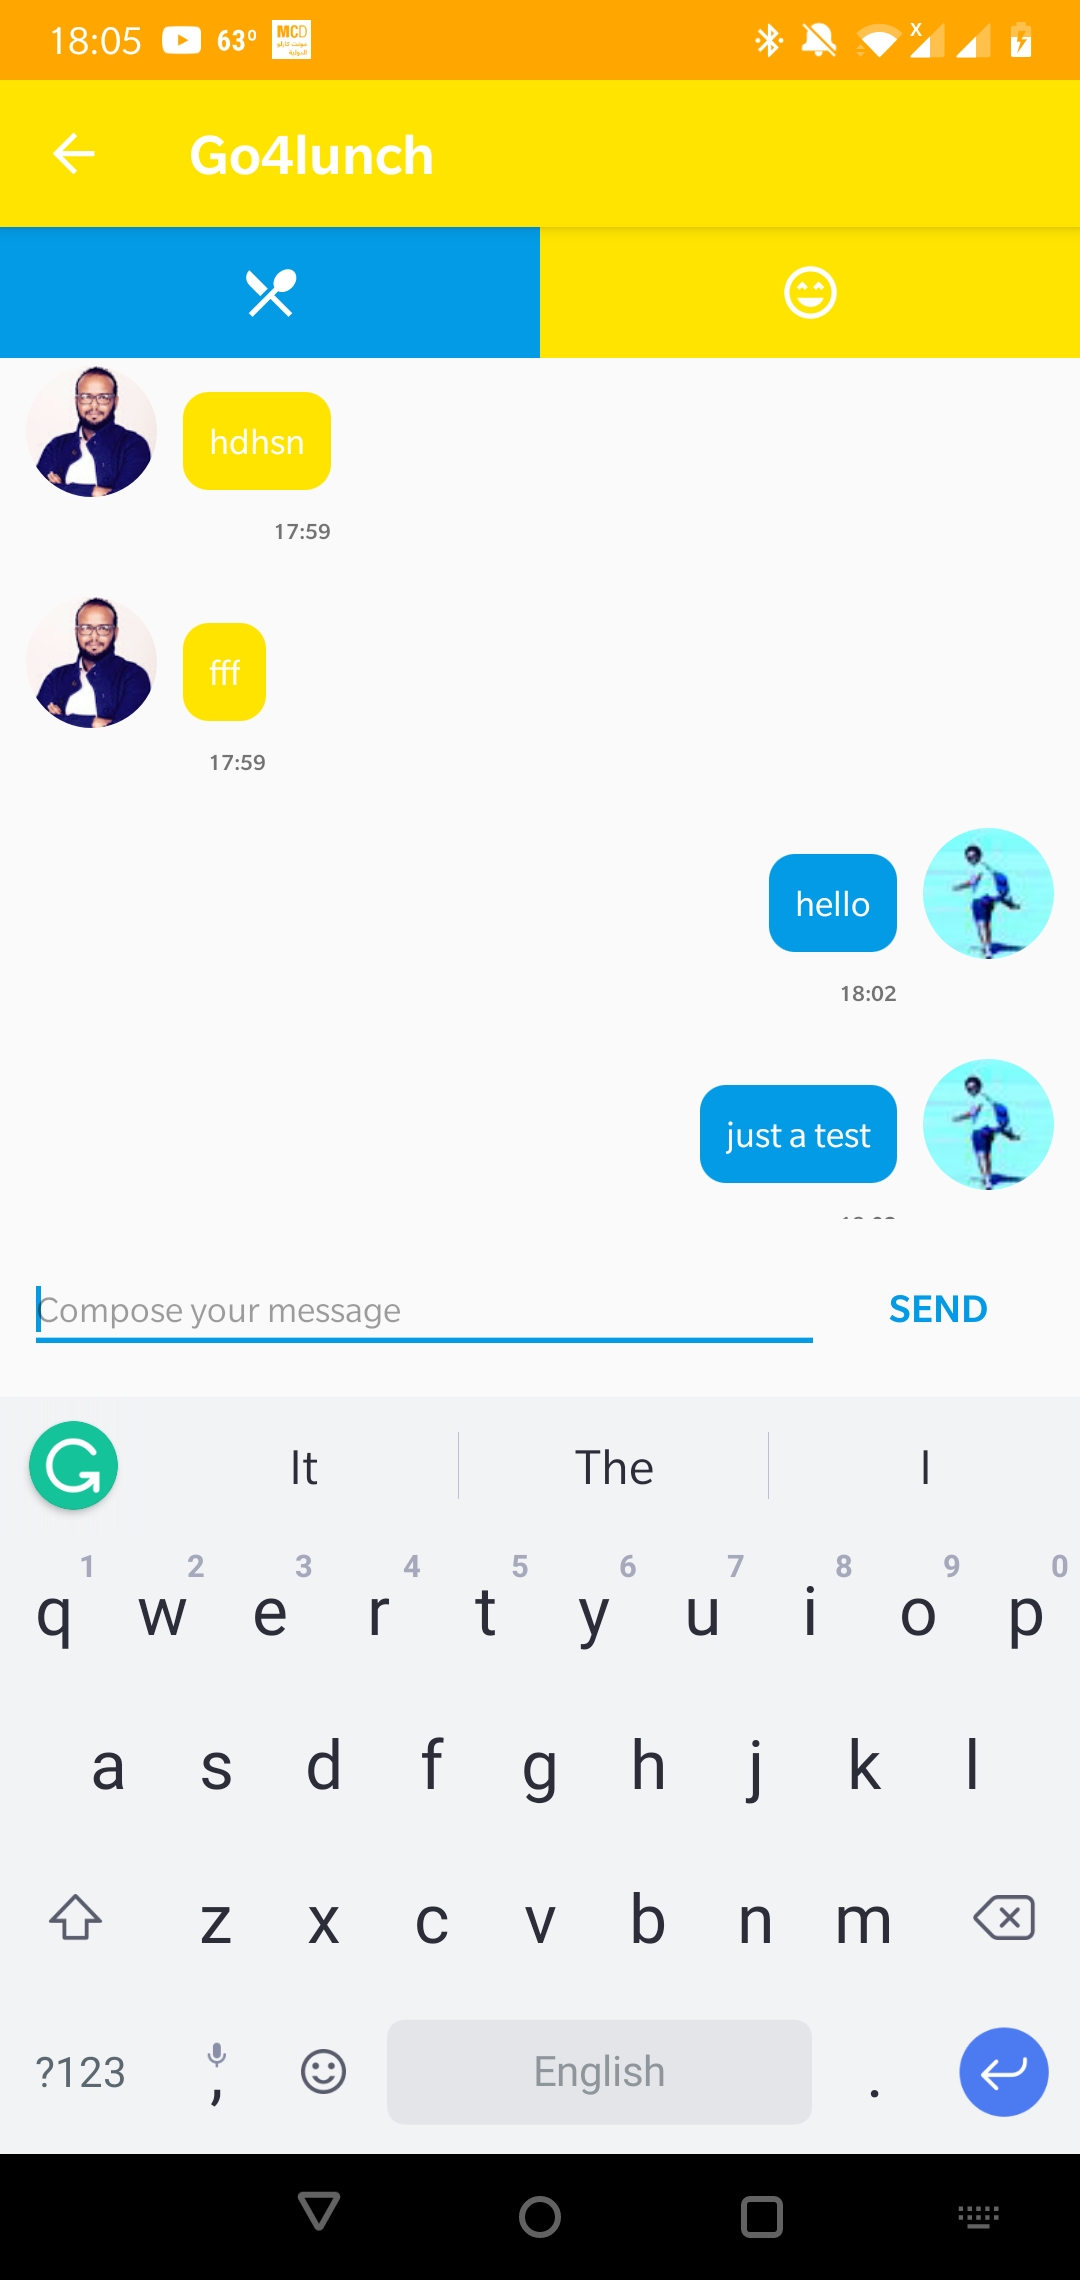 18:05 63° MCD
Go4lunch
hdhsn
17:59
fff
17:59
hello
18:02
just a test
Compose your message
SEND
It The I
1 2 3 4 5 6 7 8 9 0
q w e r t y u i o p
a s d f g h j k l
z x c v b n m
?123 , English .